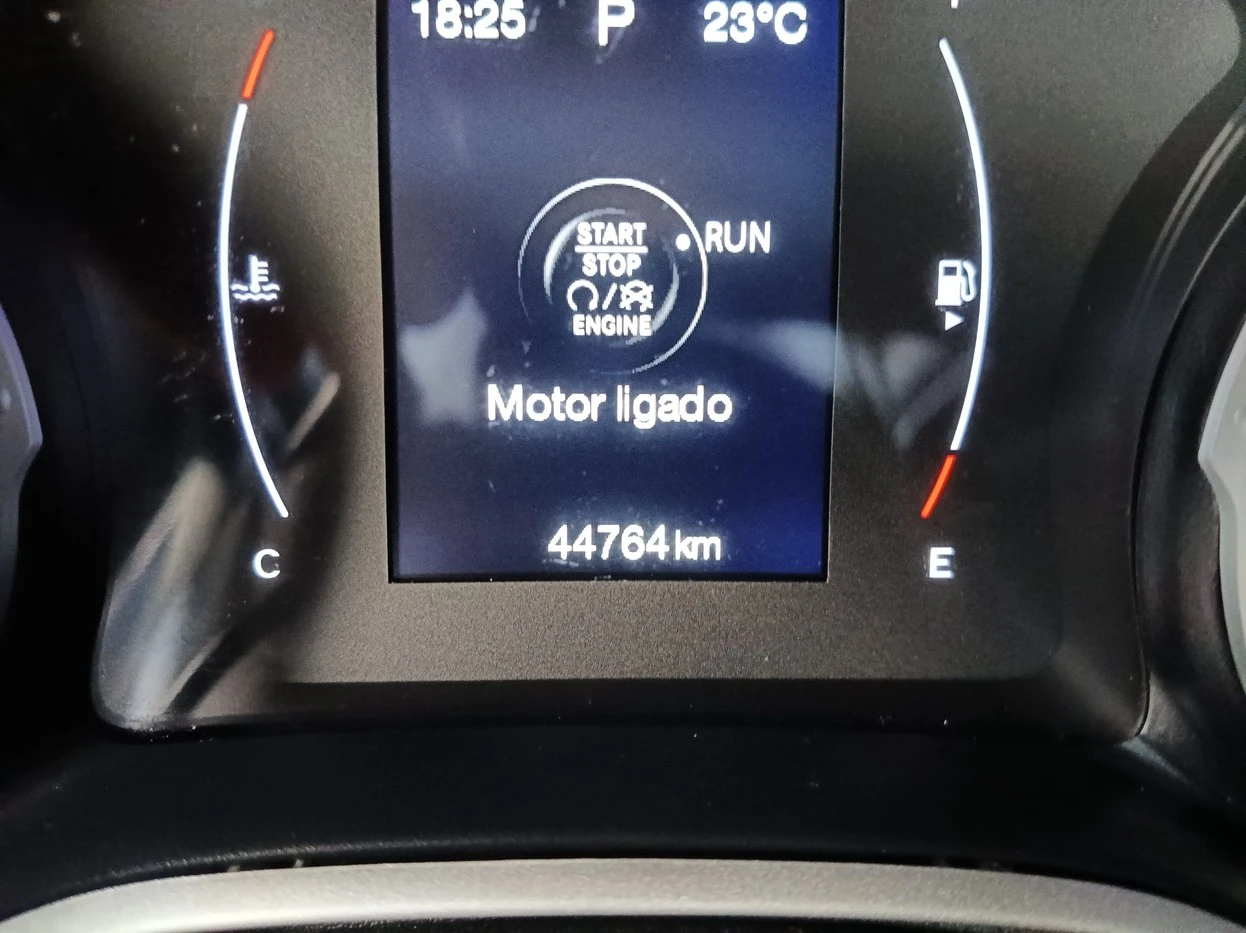 18:25 P 23°C
START
STOP
ENGINE
RUN
Motor ligado
44764 km
C
E